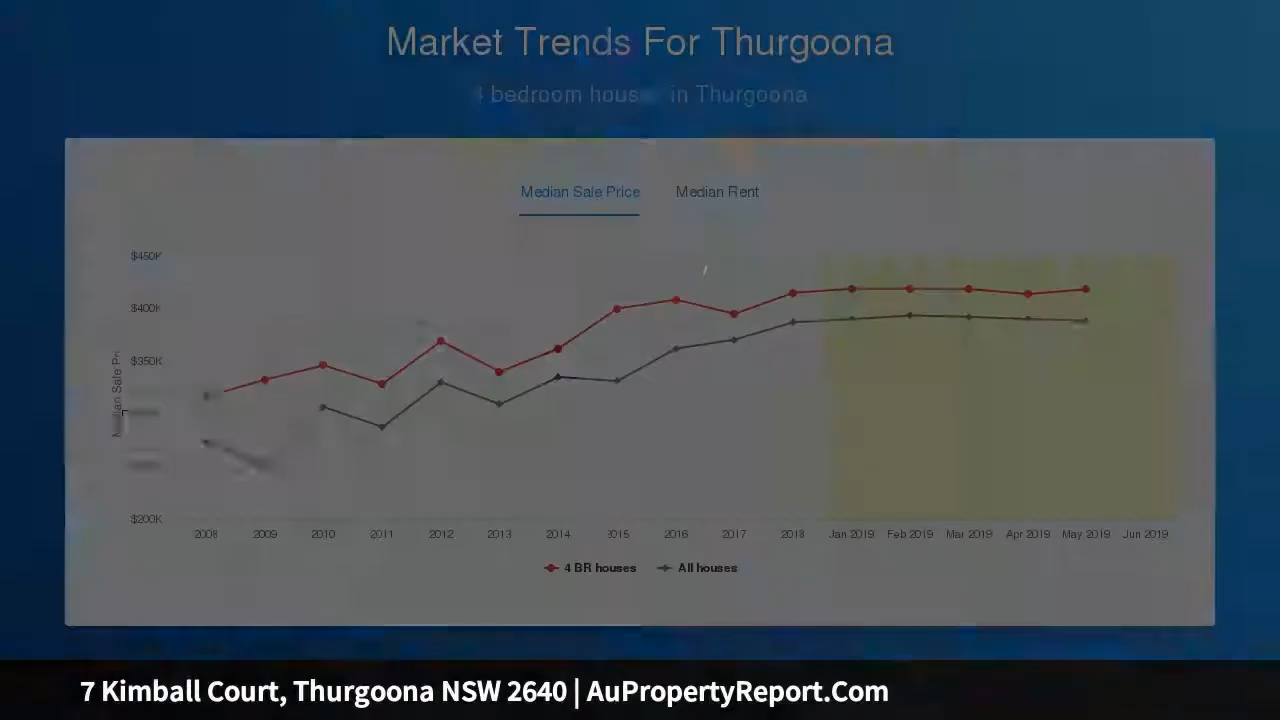 Market Trends For Thurgoona
4 bedroom in Thurgoona
Median Sale Price Median Rent
$450K
$400K
$350K
$200K
2008 2009 2010 2011 2012 2013 2014 2015 2016 2017 2018 Jan 2019 Feb 2019 Mar 2019 Apr 2019 May 2019 Jun 2019
4 BR houses All houses
7 Kimball Court, Thurgoona NSW 2640 | AuPropertyReport.Com